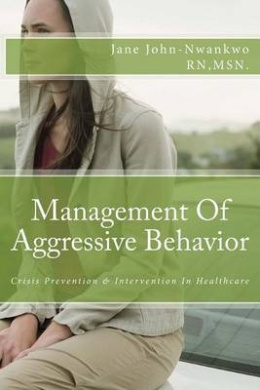 Jane John-Nwankwo
RN,MSN.
Management Of
Aggressive Behavior
Crisis Prevention & Intervention In Healthcare